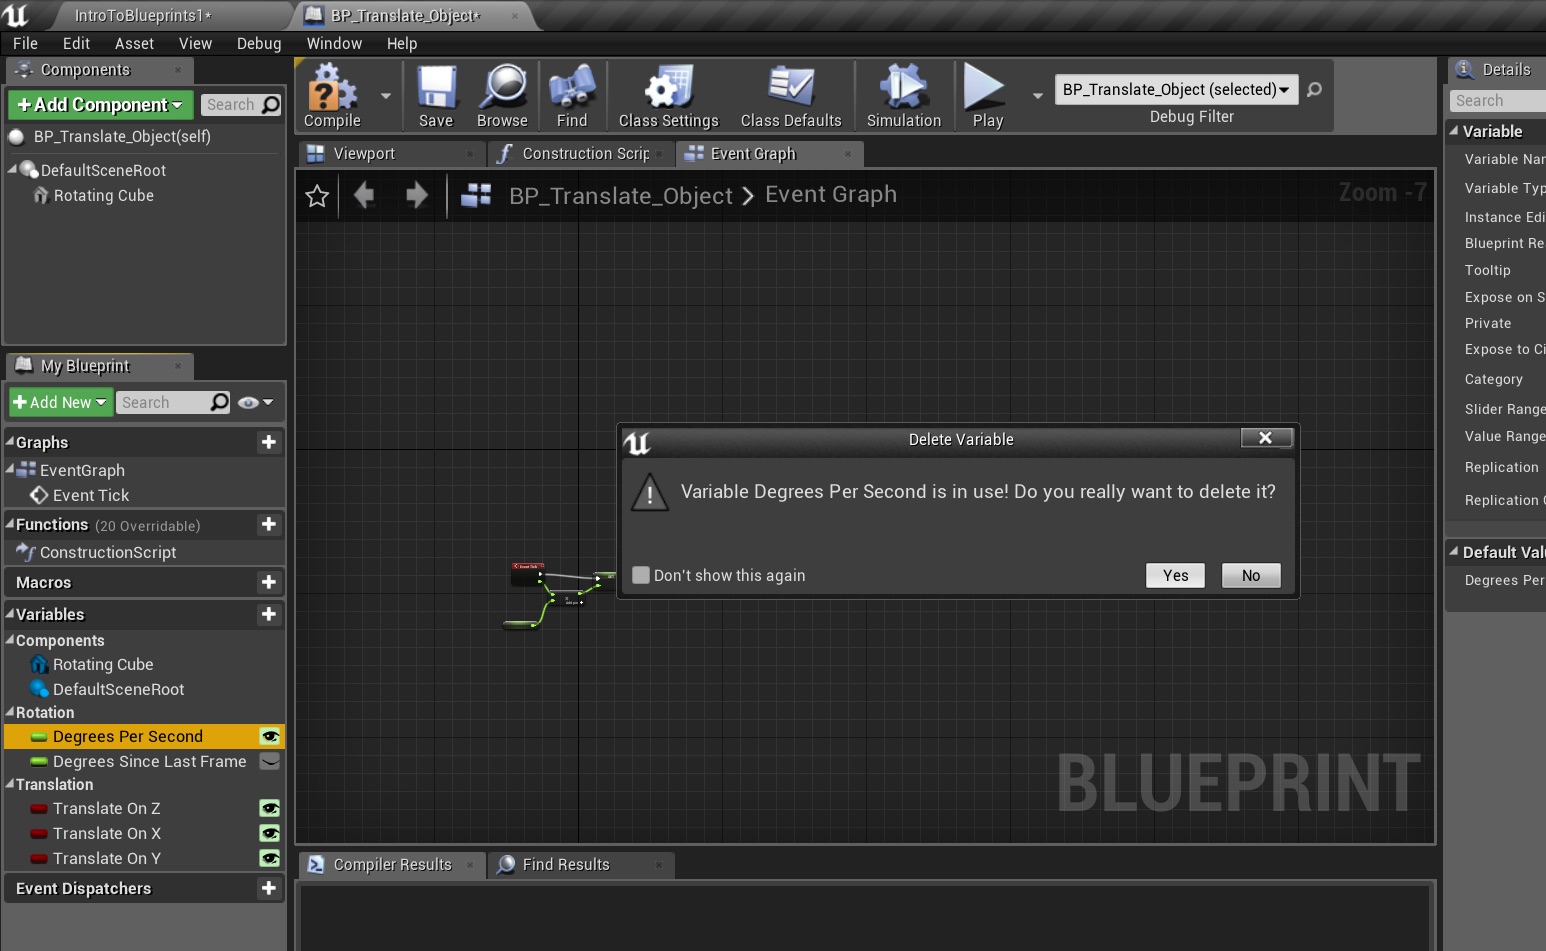 IntroToBlueprints1*
BP_Translate_Object*
File Edit Asset View Debug Window Help
Components
Add Component
Search
BP_Translate_Object(self)
DefaultSceneRoot
Rotating Cube
Compile
Save
Browse
Find
Class Settings
Class Defaults
Simulation
Play
BP_Translate_Object (selected)
Debug Filter
Viewport
Construction Scrip
Event Graph
BP_Translate_Object > Event Graph
Zoom -7
My Blueprint
Add New
Search
Graphs
EventGraph
Event Tick
Functions (20 Overridable)
ConstructionScript
Macros
Variables
Components
Rotating Cube
DefaultSceneRoot
Rotation
Degrees Per Second
Degrees Since Last Frame
Translation
Translate On Z
Translate On X
Translate On Y
Event Dispatchers
Event Tick
Delete Variable
Variable Degrees Per Second is in use! Do you really want to delete it?
Don't show this again
Yes
No
BLUEPRINT
Compiler Results
Find Results
Details
Search
Variable
Variable Nar
Variable Typ
Instance Edi
Blueprint Re
Tooltip
Expose on S
Private
Expose to Ci
Category
Slider Range
Value Range
Replication
Replication C
Default Valu
Degrees Per